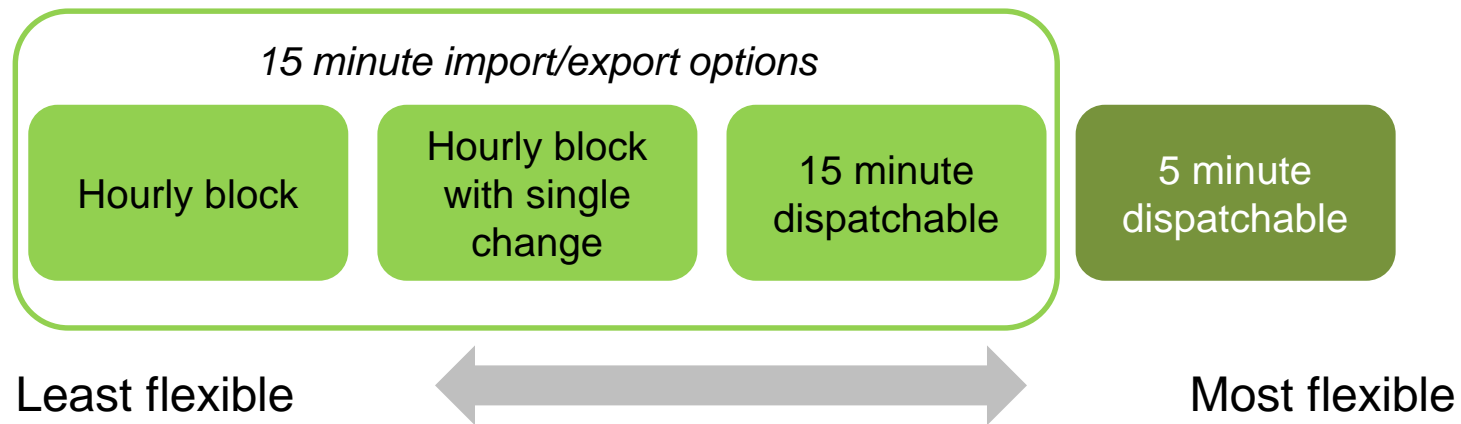 15 minute import/export options
Hourly block
Hourly block
with single
change
15 minute
dispatchable
5 minute
dispatchable
Least flexible
Most flexible